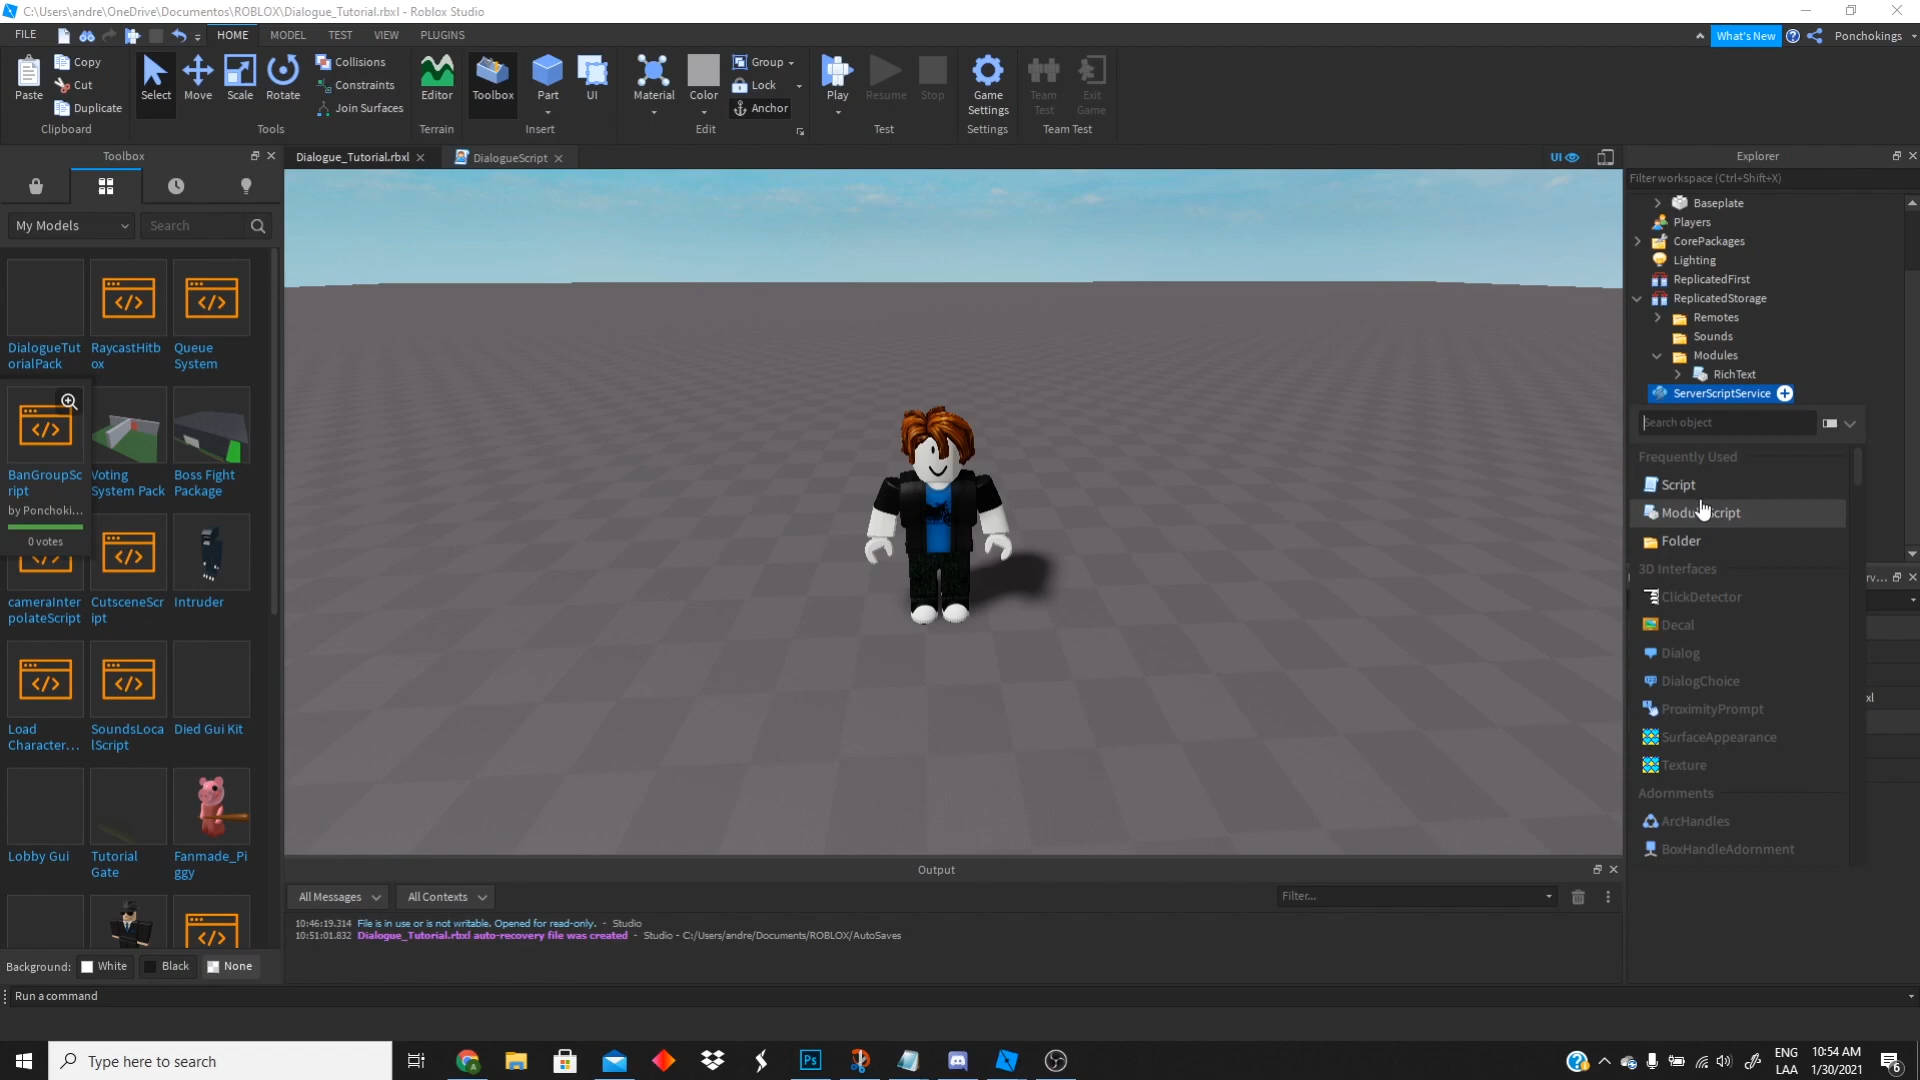 C:\Users\andre\OneDrive\Documentos\ROBLOX\Dialogue_Tutorial.rbxl - Roblox Studio
FILE
HOME
MODEL
TEST
VIEW
PLUGINS
What's New
Ponchokings
Paste
Copy
Cut
Duplicate
Clipboard
Select
Move
Scale
Rotate
Collisions
Constraints
Join Surfaces
Tools
Editor
Terrain
Toolbox
Part
UI
Insert
Material
Color
Group
Lock
Anchor
Edit
Play
Resume
Stop
Test
Game
Settings
Settings
Team
Test
Exit
Game
Team Test
Toolbox
My Models
Search
DialogueTut
orialPack
RaycastHitb
ox
Queue
System
BanGroupSc
ript
by Ponchoki...
0 votes
Voting
System Pack
Boss Fight
Package
cameraInter
polateScript
CutsceneScr
ipt
Intruder
Load
Character...
SoundsLoca
lScript
Died Gui Kit
Lobby Gui
Tutorial
Gate
Fanmade_Pi
ggy
Background:
White
Black
None
Dialogue_Tutorial.rbxl
DialogueScript
UI
Output
All Messages
All Contexts
Filter...
10:46:19.314 File is in use or is not writable. Opened for read-only. - Studio
10:51:01.832 Dialogue_Tutorial.rbxl auto-recovery file was created - Studio - C:/Users/andre/Documents/ROBLOX/AutoSaves
Explorer
Filter workspace (Ctrl+Shift+X)
Baseplate
Players
CorePackages
Lighting
ReplicatedFirst
ReplicatedStorage
Remotes
Sounds
Modules
RichText
ServerScriptService
Search object
Frequently Used
Script
ModuleScript
Folder
3D Interfaces
ClickDetector
Decal
Dialog
DialogChoice
ProximityPrompt
SurfaceAppearance
Texture
Adornments
ArcHandles
BoxHandleAdornment
rv...
xl
Run a command
Type here to search
Ps
ENG
LAA
10:54 AM
1/30/2021
6